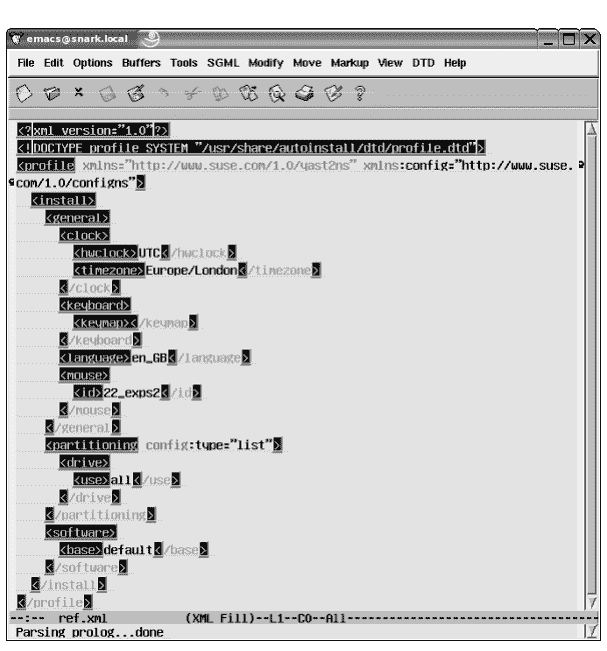 emacs@snark.local
File Edit Options Buffers Tools SGML Modify Move Markup View DTD Help
<?xml version="1.0"?>
<!DOCTYPE profile SYSTEM "/usr/share/autoinstall/dtd/profile.dtd">
<profile xmlns="http://www.suse.com/1.0/yast2ns" xmlns:config="http://www.suse.
com/1.0/configns">
<install>
<general>
<clock>
<hwclock>UTC</hwclock>
<timezone>Europe/London</timezone>
</clock>
<keyboard>
<keymap></keymap>
</keyboard>
<language>en_GB</language>
<mouse>
<id>22_exps2</id>
</mouse>
</general>
<partitioning config:type="list">
<drive>
<use>all</use>
</drive>
</partitioning>
<software>
<base>default</base>
</software>
</install>
</profile>
--:-- ref.xml (XML Fill)--L1--C0--All----------------------------------
Parsing prolog...done